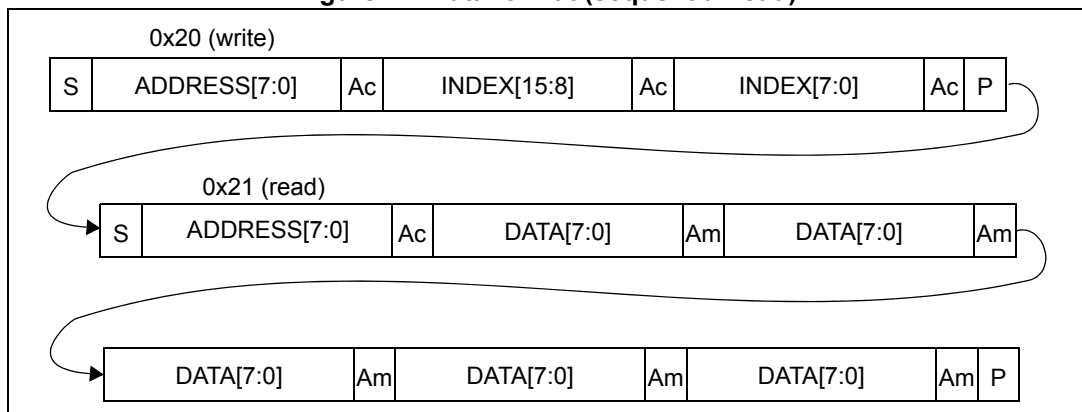 0x20 (write)
S ADDRESS[7:0] Ac INDEX[15:8] Ac INDEX[7:0] Ac P
0x21 (read)
S ADDRESS[7:0] Ac DATA[7:0] Am DATA[7:0] Am
DATA[7:0] Am DATA[7:0] Am DATA[7:0] Am P